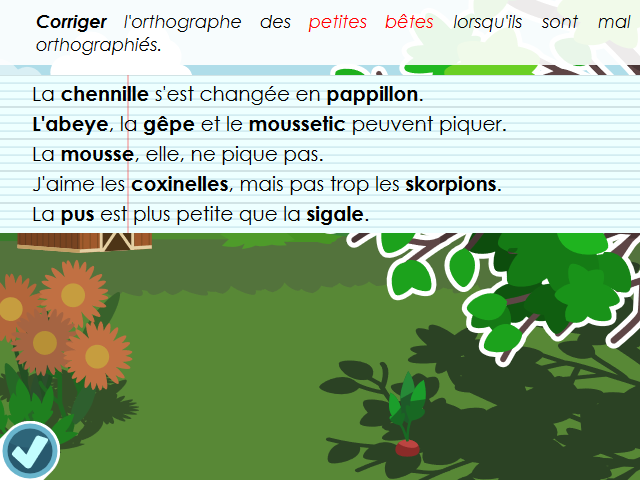 Corriger l'orthographe des petites bêtes lorsqu'ils sont mal
orthographiés.
La chennille s'est changée en pappillon.
L'abeye, la gêpe et le moussetic peuvent piquer.
La mousse, elle, ne pique pas.
J'aime les coxinelles, mais pas trop les skorpions.
La pus est plus petite que la sigale.